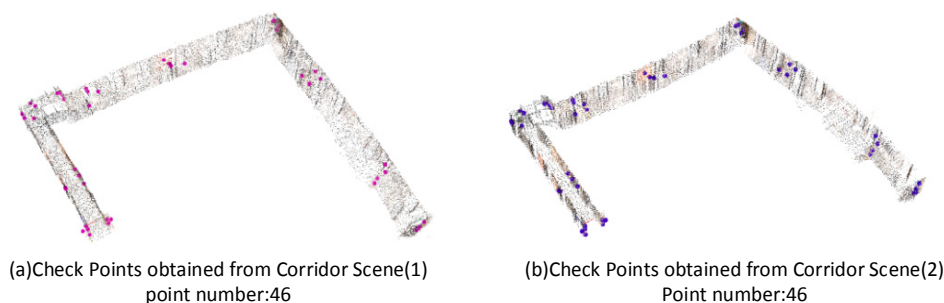 (a)Check Points obtained from Corridor Scene(1)
point number:46
(b)Check Points obtained from Corridor Scene(2)
Point number:46